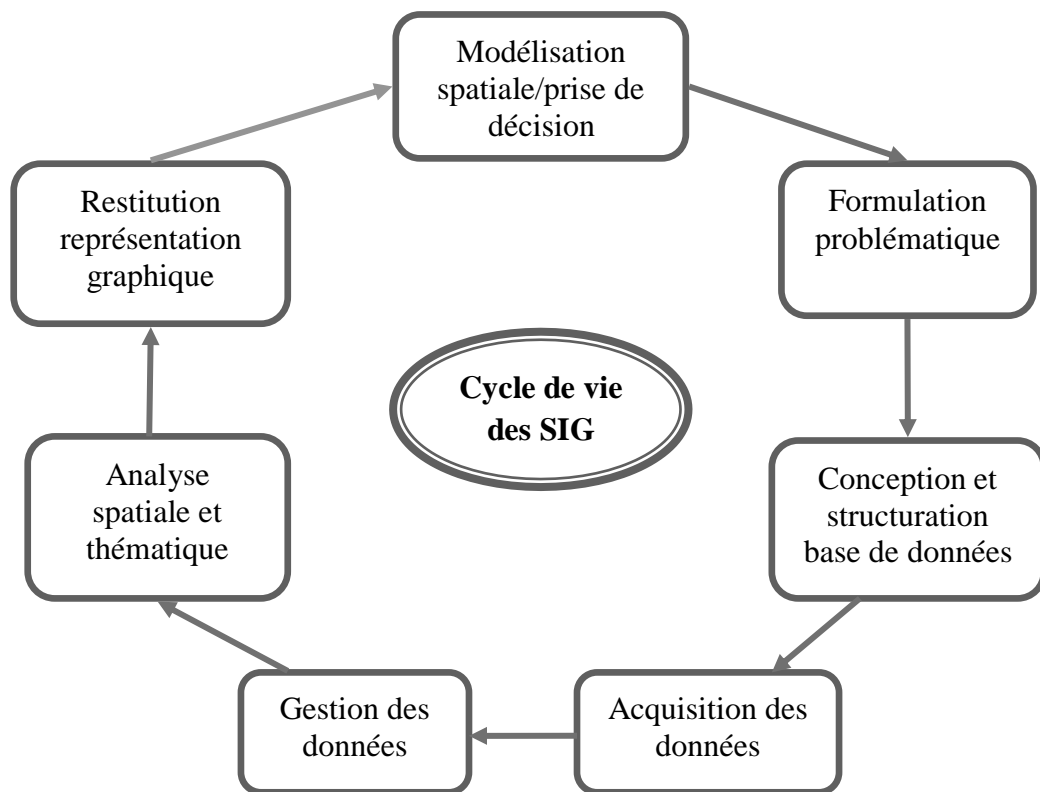 Modélisation
spatiale/prise de
décision
Formulation
problématique
Conception et
structuration
base de données
Acquisition des
données
Gestion des
données
Analyse
spatiale et
thématique
Restitution
représentation
graphique
Cycle de vie
des SIG